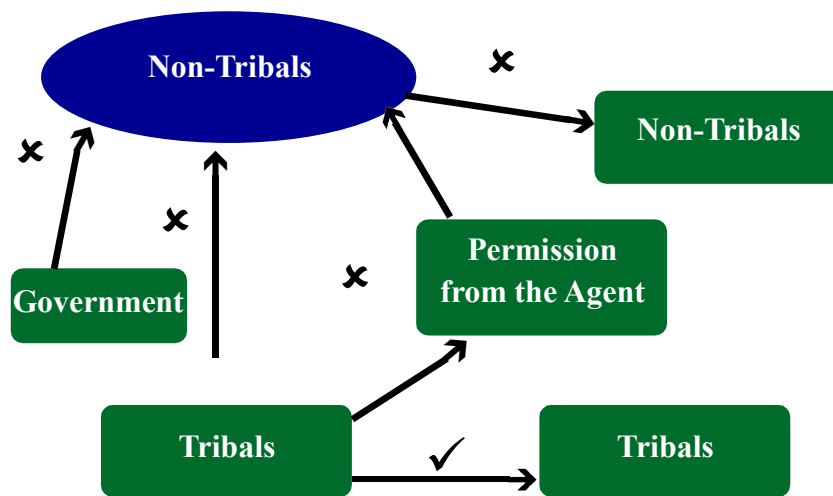 Non-Tribals
Non-Tribals
Permission
from the Agent
Government
Tribals
Tribals